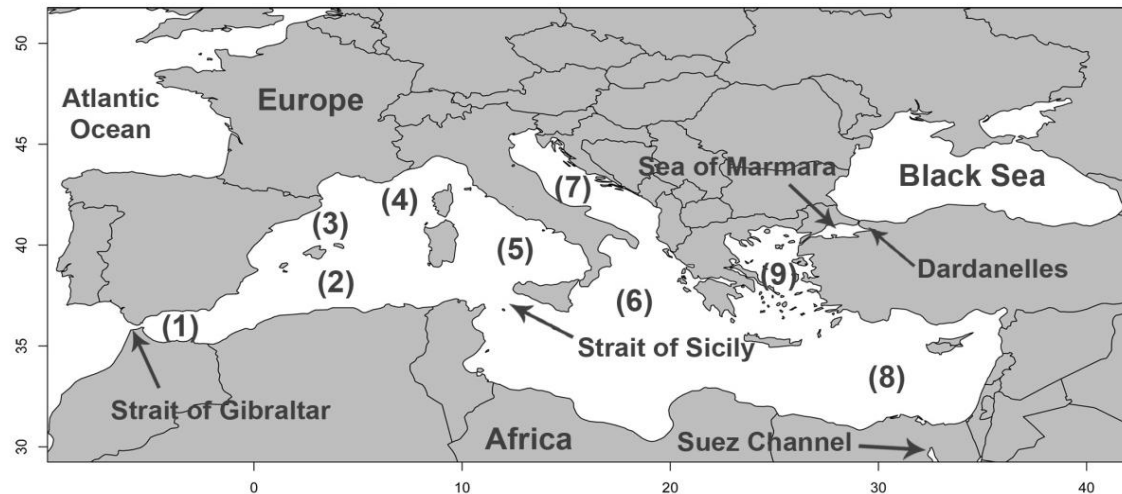 50
45
40
35
30
0
10
20
30
40
Atlantic
Ocean
Europe
Sea of Marmara
Black Sea
Dardanelles
(1)
(2)
(3)
(4)
(5)
(6)
(7)
(8)
(9)
Strait of Sicily
Strait of Gibraltar
Africa
Suez Channel